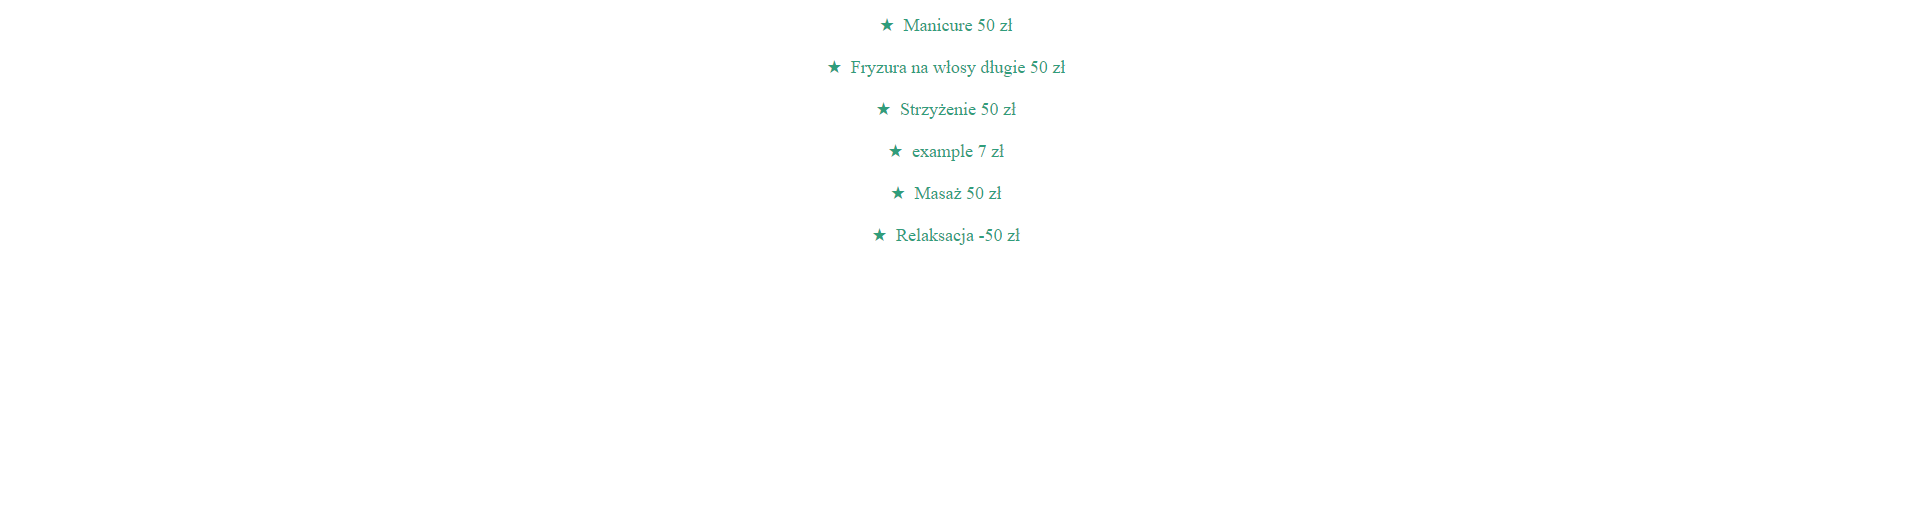 ★ Manicure 50 zł
★ Fryzura na włosy długie 50 zł
★ Strzyżenie 50 zł
★ example 7 zł
★ Masaż 50 zł
★ Relaksacja -50 zł